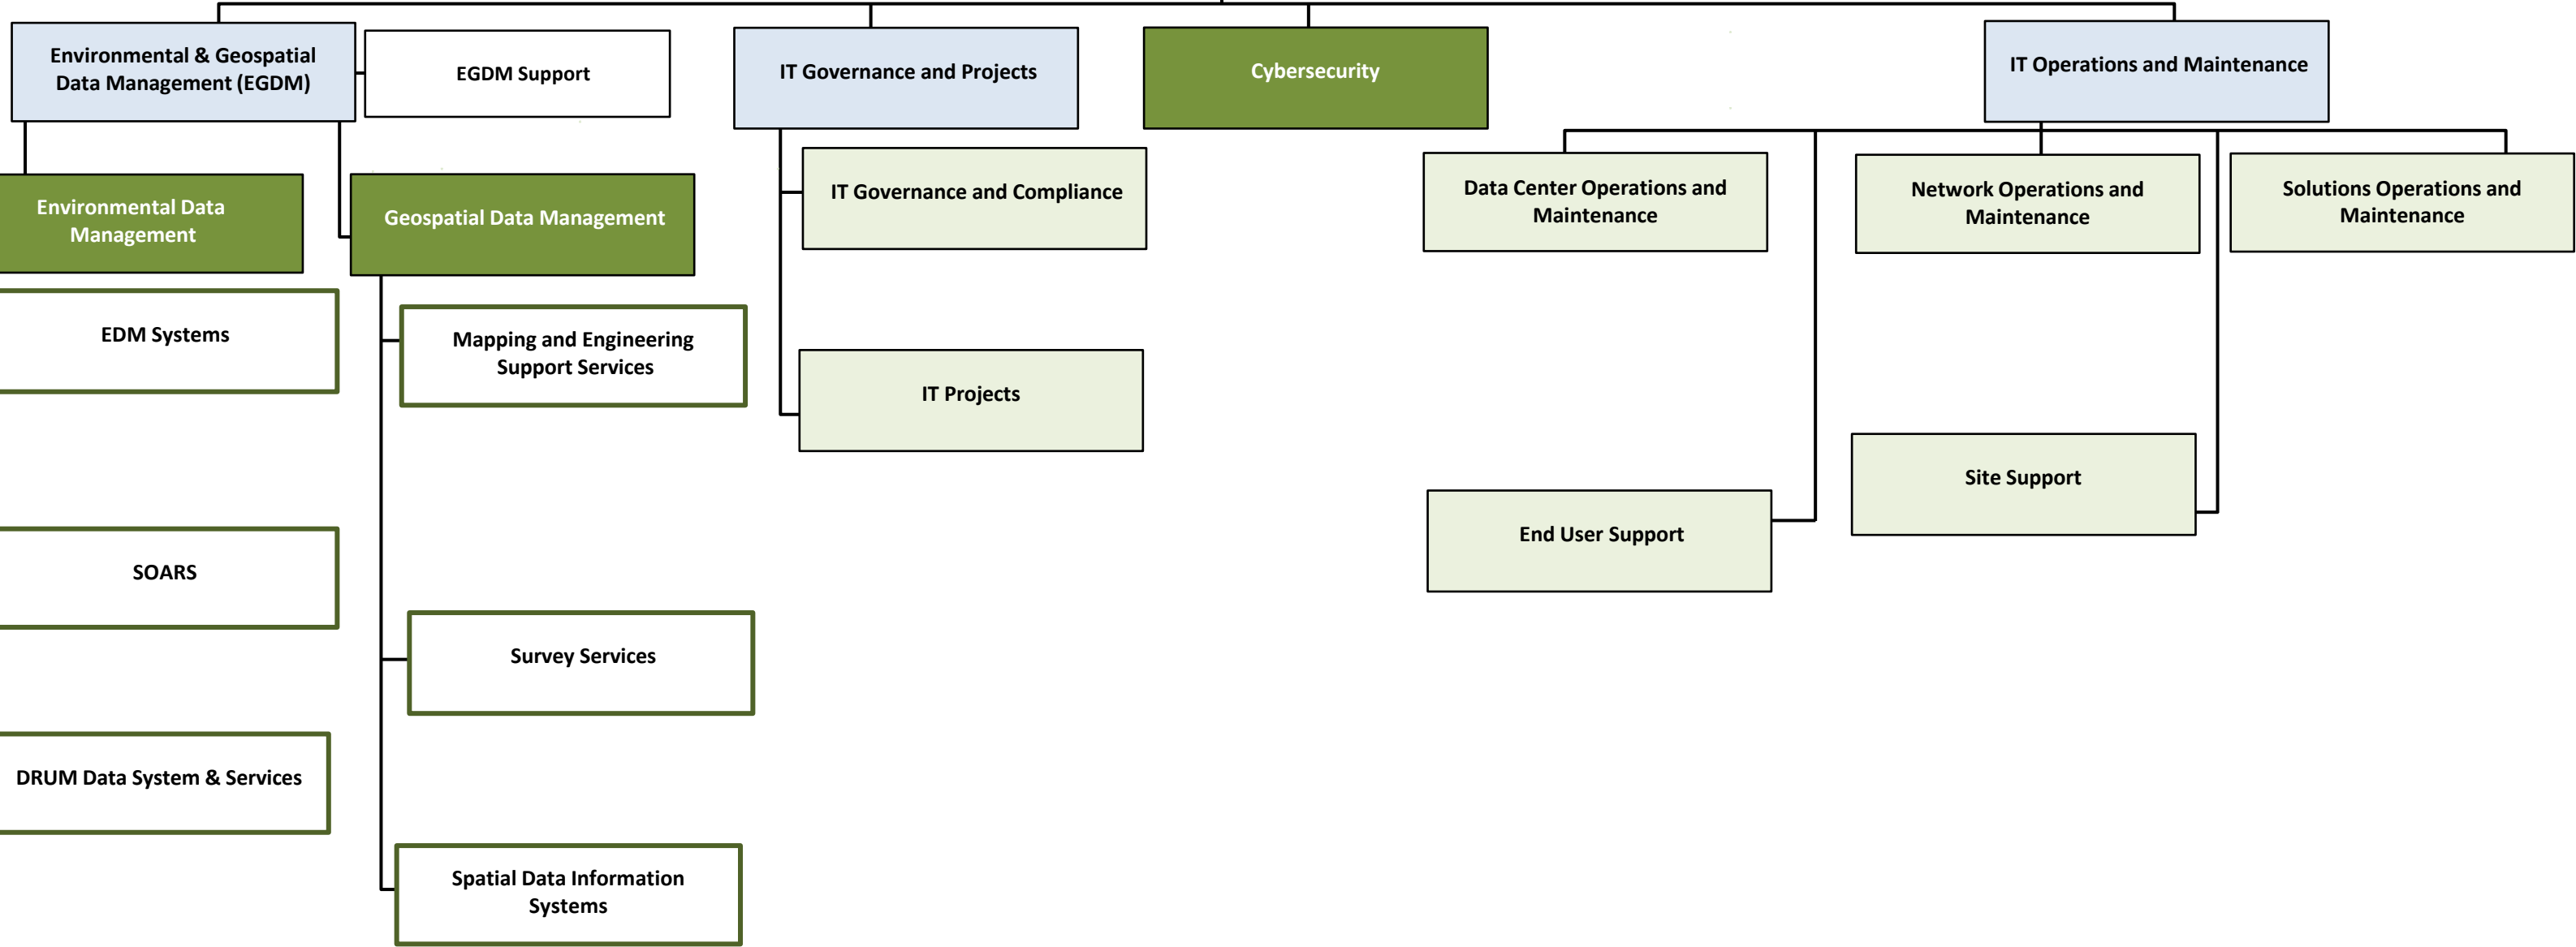 Environmental & Geospatial
Data Management (EGDM)
EGDM Support
IT Governance and Projects
Cybersecurity
IT Operations and Maintenance
Environmental Data
Management
Geospatial Data Management
IT Governance and Compliance
Data Center Operations and
Maintenance
Network Operations and
Maintenance
Solutions Operations and
Maintenance
EDM Systems
Mapping and Engineering
Support Services
IT Projects
Site Support
End User Support
SOARS
Survey Services
DRUM Data System & Services
Spatial Data Information
Systems